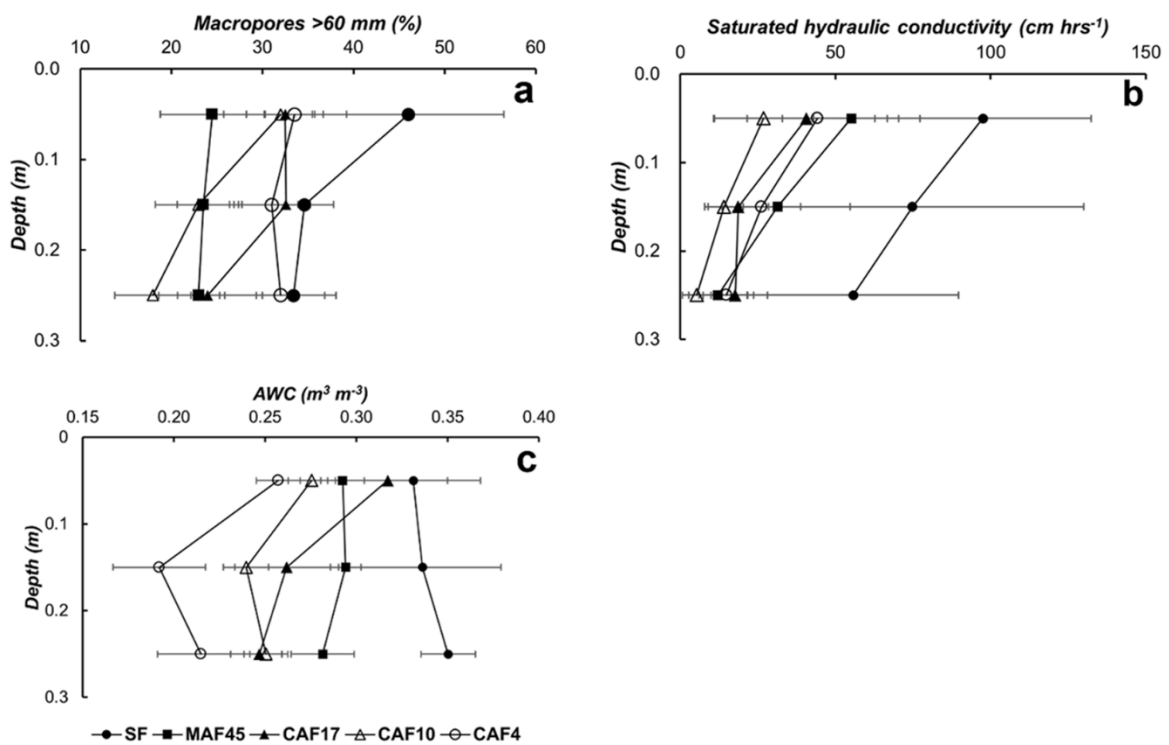 Macropores >60 mm (%)
10 20 30 40 50 60
0.0
0.1
0.2
0.3
Depth (m)
a
Saturated hydraulic conductivity (cm hrs-1)
0 50 100 150
0.0
0.1
0.2
0.3
Depth (m)
b
AWC (m³ m-³)
0.15 0.20 0.25 0.30 0.35 0.40
0
0.1
0.2
0.3
Depth (m)
c
SF MAF45 CAF17 CAF10 CAF4